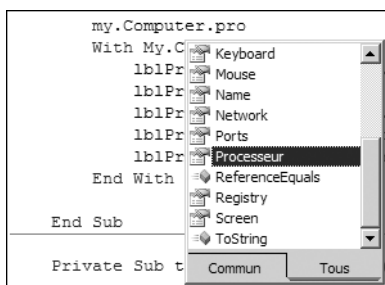 my.Computer.pro
With My.C
lblPr
lblPr
lblPr
lblPr
lblPr
End With
End Sub
Private Sub t
Keyboard
Mouse
Name
Network
Ports
Processeur
ReferenceEquals
Registry
Screen
ToString
Commun
Tous